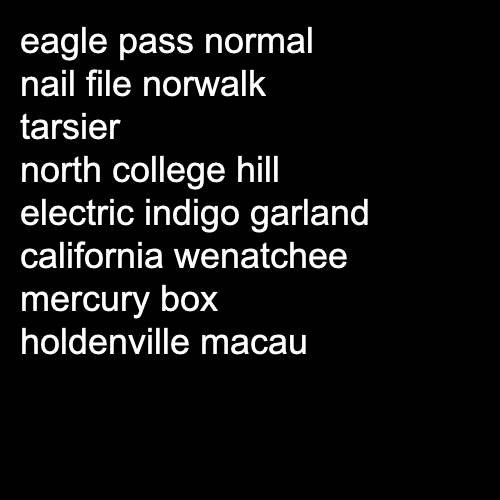 eagle pass normal
nail file norwalk
tarsier
north college hill
electric indigo garland
california wenatchee
mercury box
holdenville macau